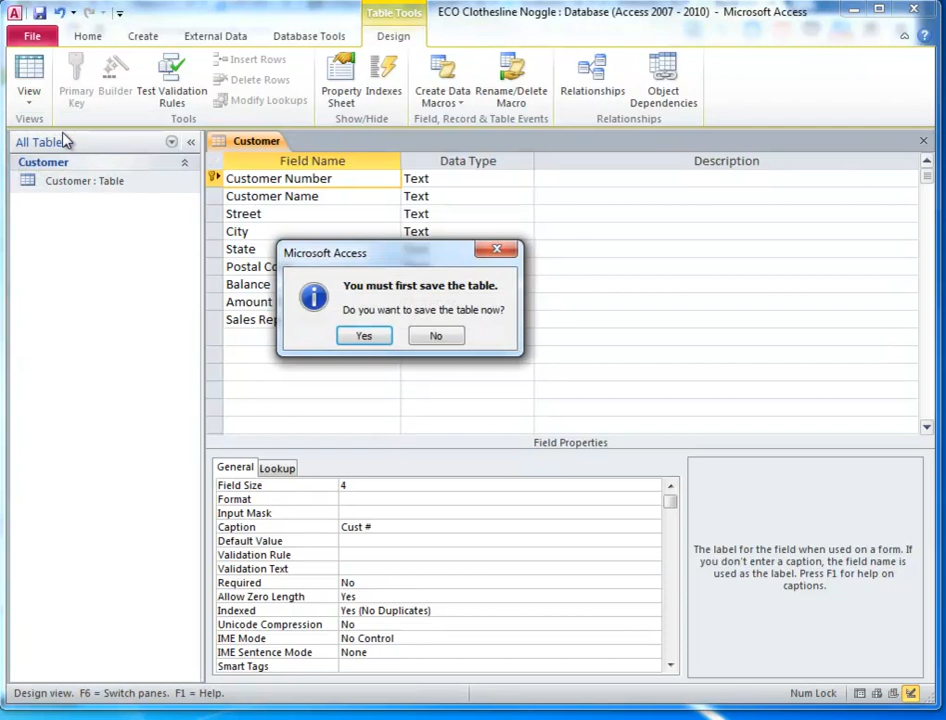 Table Tools
ECO Clothesline Noggle : Database (Access 2007 - 2010) - Microsoft Access
File
Home
Create
External Data
Database Tools
Design
View
Primary Key
Builder
Test Validation Rules
Insert Rows
Delete Rows
Modify Lookups
Property Sheet
Indexes
Create Data Macros
Rename/Delete Macro
Relationships
Object Dependencies
Views
Tools
Show/Hide
Field, Record & Table Events
Relationships
All Table
Customer
Customer : Table
Customer
Field Name
Data Type
Description
Customer Number
Text
Customer Name
Text
Street
Text
City
Text
State
Postal Co
Balance
Amount
Sales Rep
Microsoft Access
You must first save the table.
Do you want to save the table now?
Yes
No
Field Properties
General
Lookup
Field Size
4
Format
Input Mask
Caption
Cust #
Default Value
Validation Rule
Validation Text
Required
No
Allow Zero Length
Yes
Indexed
Yes (No Duplicates)
Unicode Compression
No
IME Mode
No Control
IME Sentence Mode
None
Smart Tags
The label for the field when used on a form. If
you don't enter a caption, the field name is
used as the label. Press F1 for help on
captions.
Design view. F6 = Switch panes. F1 = Help.
Num Lock